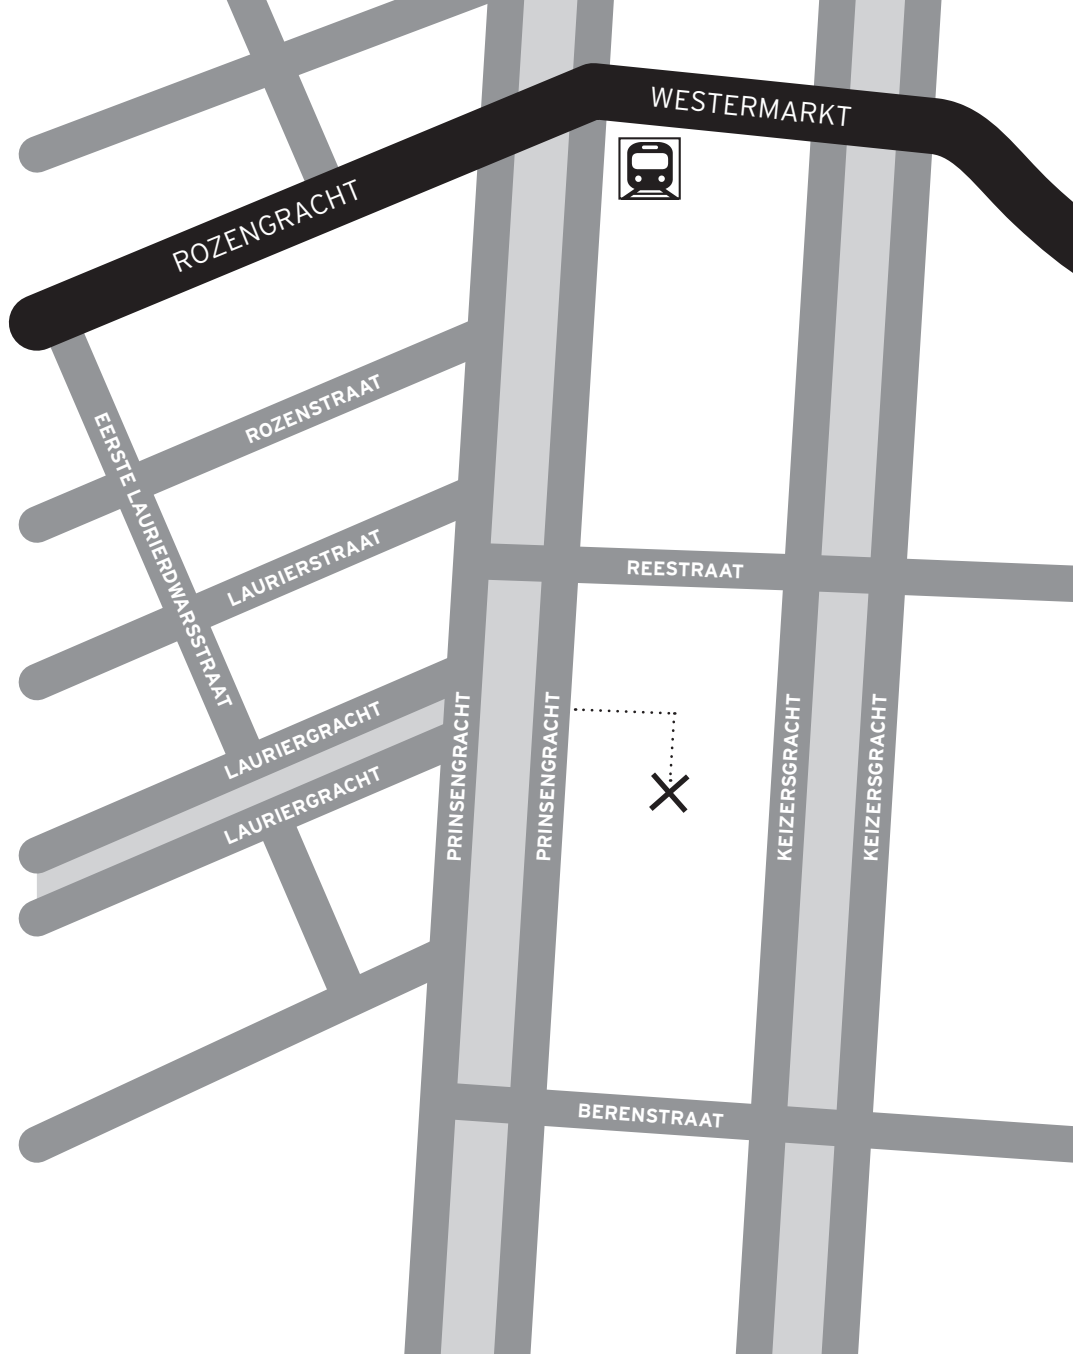 WESTERMARKT
ROZENGRACHT
ROZENSTRAAT
EERSTE LAURIERDWARSSTRAAT
LAURIERSTRAAT
REESTRAAT
LAURIERGRACHT
LAURIERGRACHT
PRINSENGRACHT
PRINSENGRACHT
KEIZERSGRACHT
KEIZERSGRACHT
BERENSTRAAT